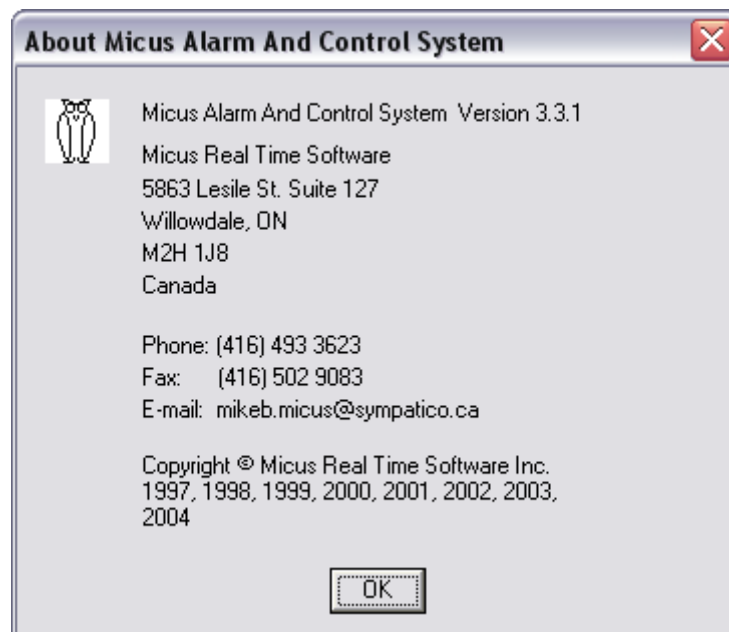 About Micus Alarm And Control System
Micus Alarm And Control System Version 3.3.1
Micus Real Time Software
5863 Lesile St. Suite 127
Willowdale, ON
M2H 1J8
Canada
Phone: (416) 493 3623
Fax: (416) 502 9083
E-mail: mikeb.micus@sympatico.ca
Copyright © Micus Real Time Software Inc.
1997, 1998, 1999, 2000, 2001, 2002, 2003,
2004
OK